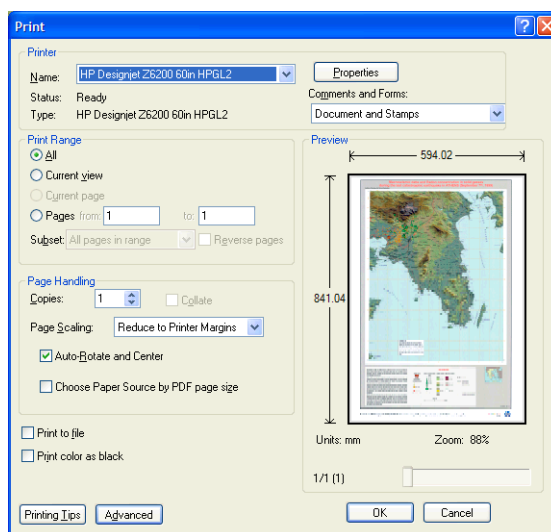 Print
Printer
Name: HP Designjet Z6200 60in HPGL2
Properties
Status: Ready
Comments and Forms:
Type: HP Designjet Z6200 60in HPGL2
Document and Stamps
Print Range
All
Current view
Current page
Pages from: 1 to: 1
Subset: All pages in range
Reverse pages
Page Handling
Copies: 1
Collate
Page Scaling: Reduce to Printer Margins
Auto-Rotate and Center
Choose Paper Source by PDF page size
Print to file
Print color as black
Printing Tips
Advanced
Preview
594.02
841.04
Units: mm
Zoom: 88%
1/1 (1)
OK
Cancel